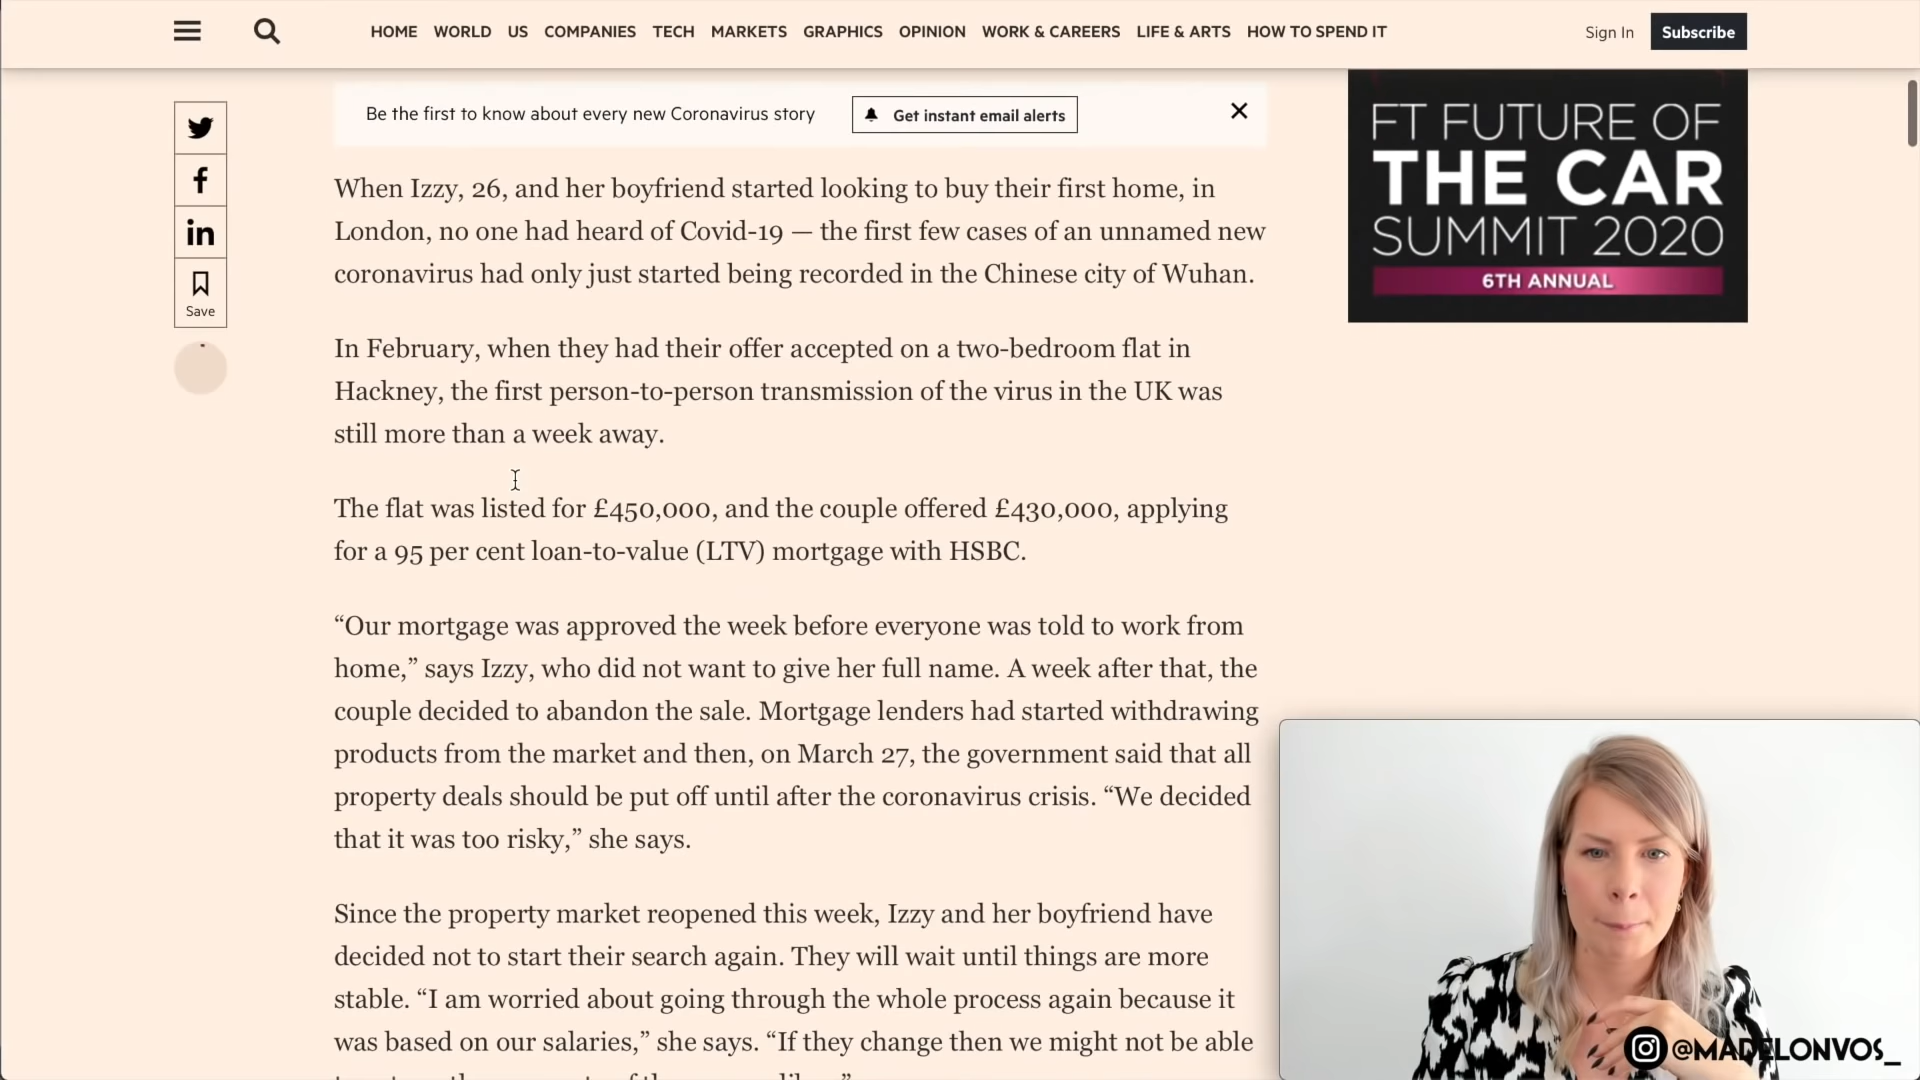 HOME WORLD US COMPANIES TECH MARKETS GRAPHICS OPINION WORK & CAREERS LIFE & ARTS HOW TO SPEND IT
Sign In
Subscribe
Be the first to know about every new Coronavirus story
Get instant email alerts
Save
FT FUTURE OF
THE CAR
SUMMIT 2020
6TH ANNUAL
When Izzy, 26, and her boyfriend started looking to buy their first home, in
London, no one had heard of Covid-19 — the first few cases of an unnamed new
coronavirus had only just started being recorded in the Chinese city of Wuhan.
In February, when they had their offer accepted on a two-bedroom flat in
Hackney, the first person-to-person transmission of the virus in the UK was
still more than a week away.
The flat was listed for £450,000, and the couple offered £430,000, applying
for a 95 per cent loan-to-value (LTV) mortgage with HSBC.
“Our mortgage was approved the week before everyone was told to work from
home,” says Izzy, who did not want to give her full name. A week after that, the
couple decided to abandon the sale. Mortgage lenders had started withdrawing
products from the market and then, on March 27, the government said that all
property deals should be put off until after the coronavirus crisis. “We decided
that it was too risky,” she says.
Since the property market reopened this week, Izzy and her boyfriend have
decided not to start their search again. They will wait until things are more
stable. “I am worried about going through the whole process again because it
was based on our salaries,” she says. “If they change then we might not be able
@MADELONVOS_